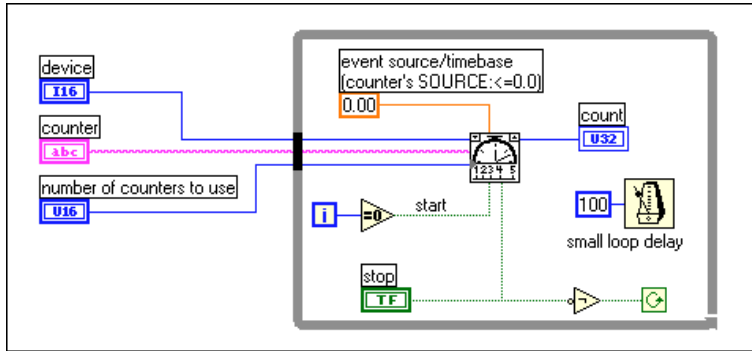 device
I16
counter
abc
number of counters to use
U16
event source/timebase
(counter's SOURCE:<=0.0)
0.00
1 2 3 4 5
count
U32
i
=0
start
100
small loop delay
stop
TF